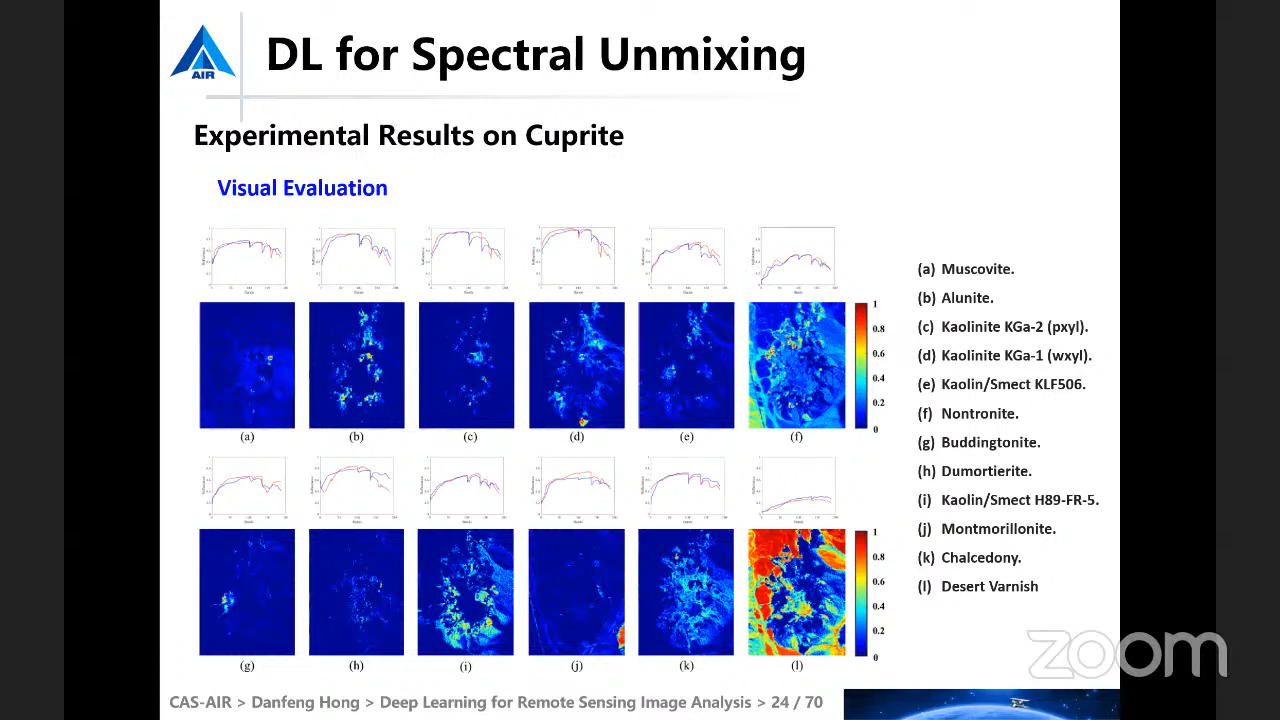 AIR
DL for Spectral Unmixing
Experimental Results on Cuprite
Visual Evaluation
1
0.8
0.6
0.4
0.2
0
(a) (b) (c) (d) (e) (f)
1
0.8
0.6
0.4
0.2
0
(g) (h) (i) (j) (k) (l)
(a) Muscovite.
(b) Alunite.
(c) Kaolinite KGa-2 (pxyl).
(d) Kaolinite KGa-1 (wxyl).
(e) Kaolin/Smect KLF506.
(f) Nontronite.
(g) Buddingtonite.
(h) Dumortierite.
(i) Kaolin/Smect H89-FR-5.
(j) Montmorillonite.
(k) Chalcedony.
(l) Desert Varnish
zoom
CAS-AIR > Danfeng Hong > Deep Learning for Remote Sensing Image Analysis > 24 / 70